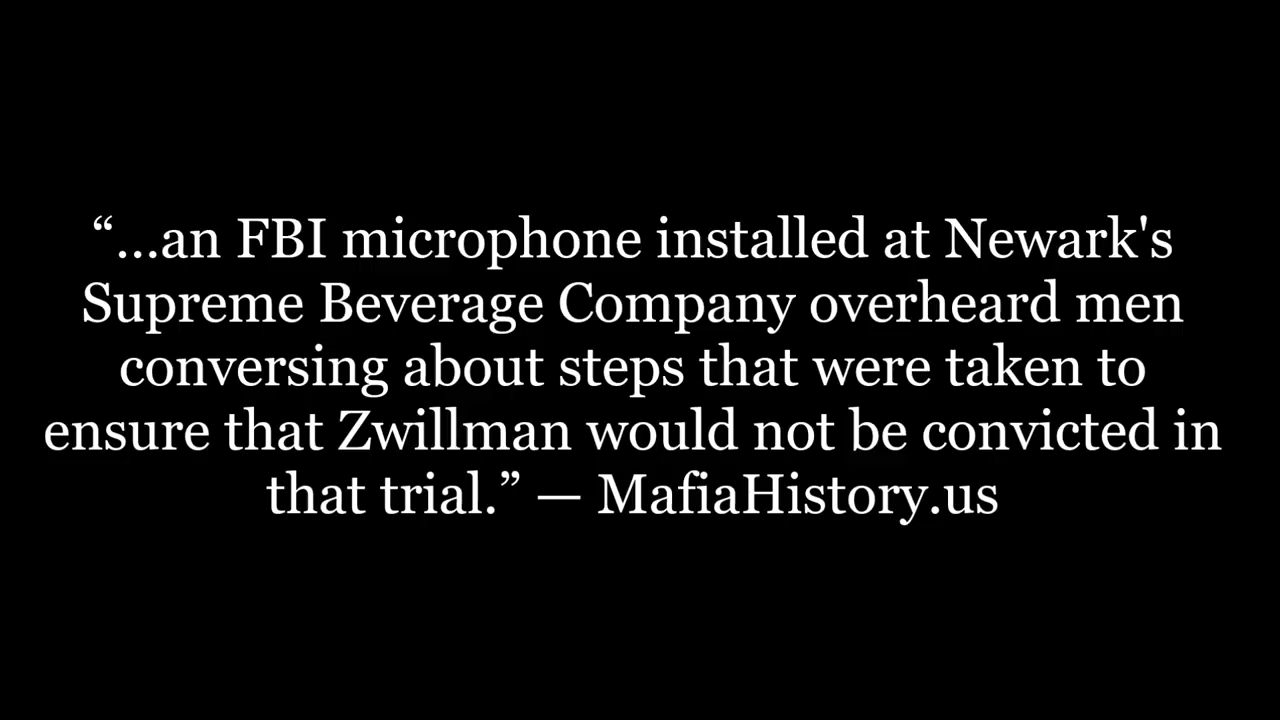 “...an FBI microphone installed at Newark's
Supreme Beverage Company overheard men
conversing about steps that were taken to
ensure that Zwillman would not be convicted in
that trial.” — MafiaHistory.us